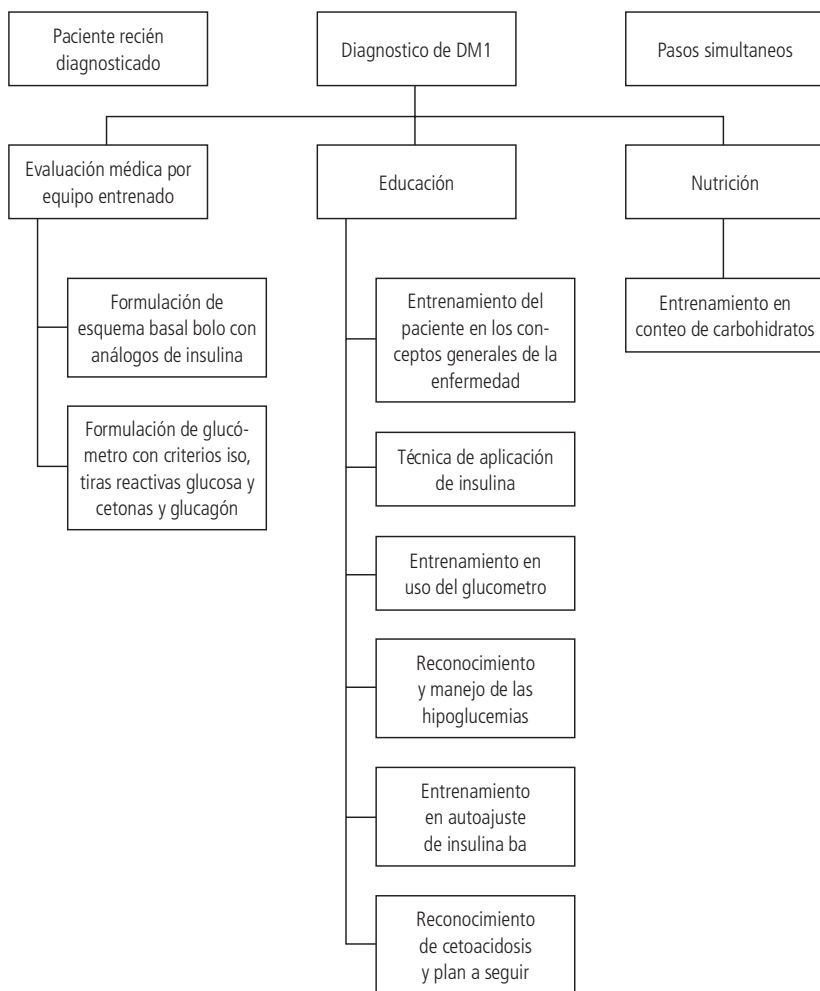 Paciente recién
diagnosticado
Diagnostico de DM1
Pasos simultaneos
Evaluación médica por
equipo entrenado
Educación
Nutrición
Formulación de
esquema basal bolo con
análogos de insulina
Formulación de glucó-
metro con criterios iso,
tiras reactivas glucosa y
cetonas y glucagón
Entrenamiento del
paciente en los con-
ceptos generales de la
enfermedad
Técnica de aplicación
de insulina
Entrenamiento en
uso del glucometro
Reconocimiento
y manejo de las
hipoglucemias
Entrenamiento
en autoajuste
de insulina ba
Reconocimiento
de cetoacidosis
y plan a seguir
Entrenamiento en
conteo de carbohidratos